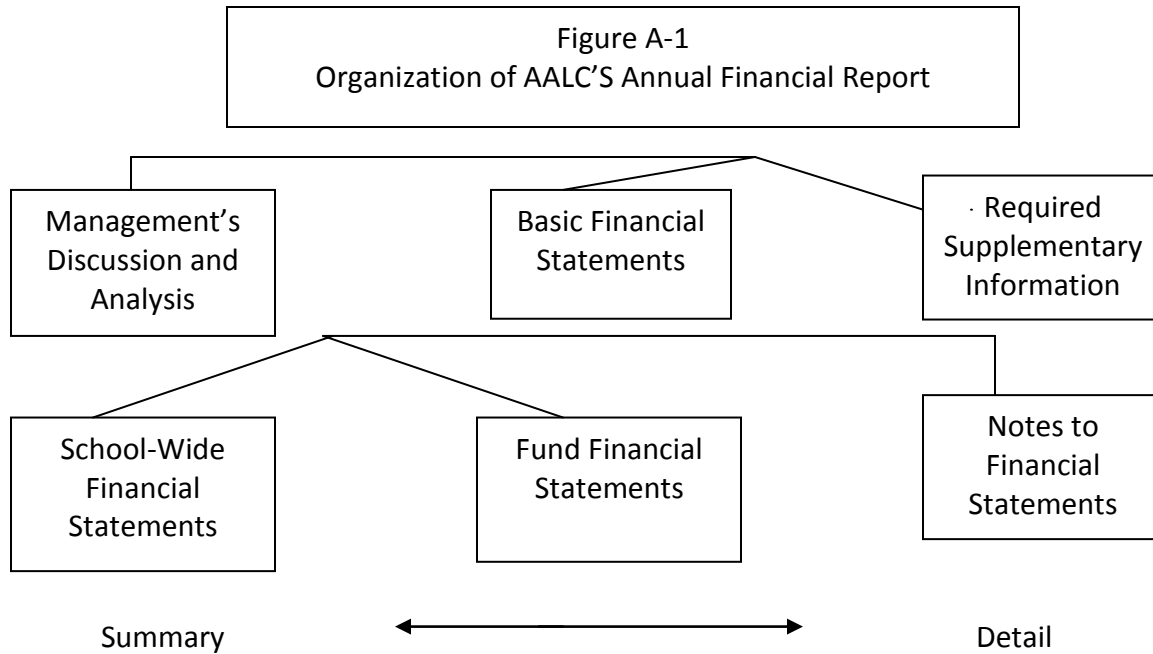 Figure A-1
Organization of AALC'S Annual Financial Report
Management's
Discussion and
Analysis
Basic Financial
Statements
Required
Supplementary
Information
School-Wide
Financial
Statements
Fund Financial
Statements
Notes to
Financial
Statements
Summary
Detail